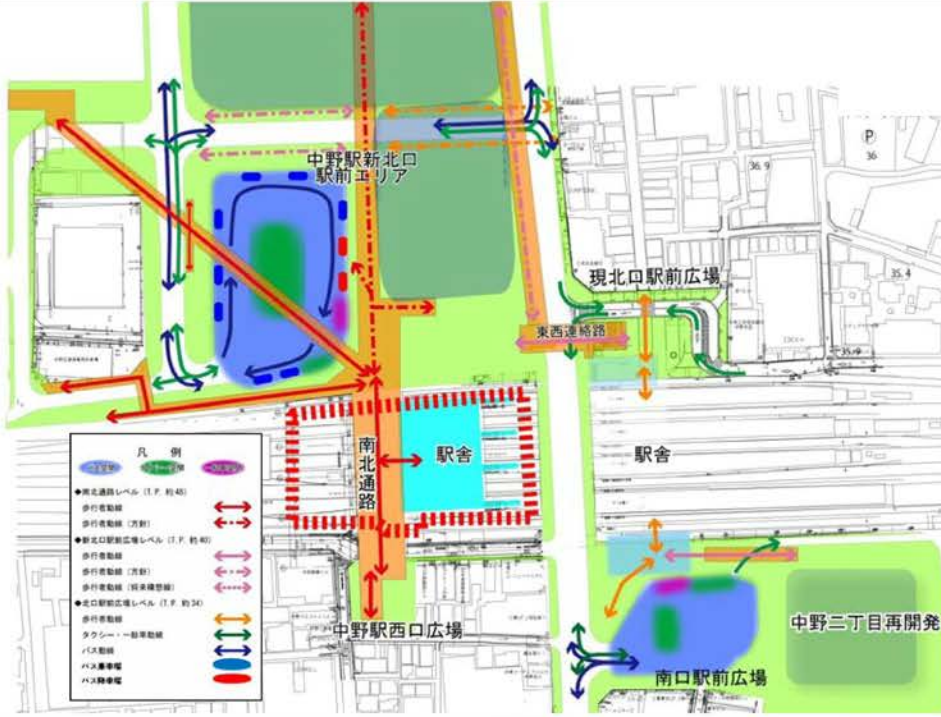 中野駅新北口
駅前エリア
P
36
36.9
35.4
現北口駅前広場
東西連絡路
35.9
南北通路
駅舎
駅舎
凡 例
◆南北通路レベル（T.P. 約45）
歩行者動線
歩行者動線（方針）
◆新北口駅前広場レベル（T.P. 約40）
歩行者動線
歩行者動線（方針）
歩行者動線（将来構想線）
◆北口駅前広場レベル（T.P. 約34）
歩行者動線
タクシー・一般車動線
バス動線
バス乗車場
バス降車場
中野駅西口広場
南口駅前広場
中野二丁目再開発